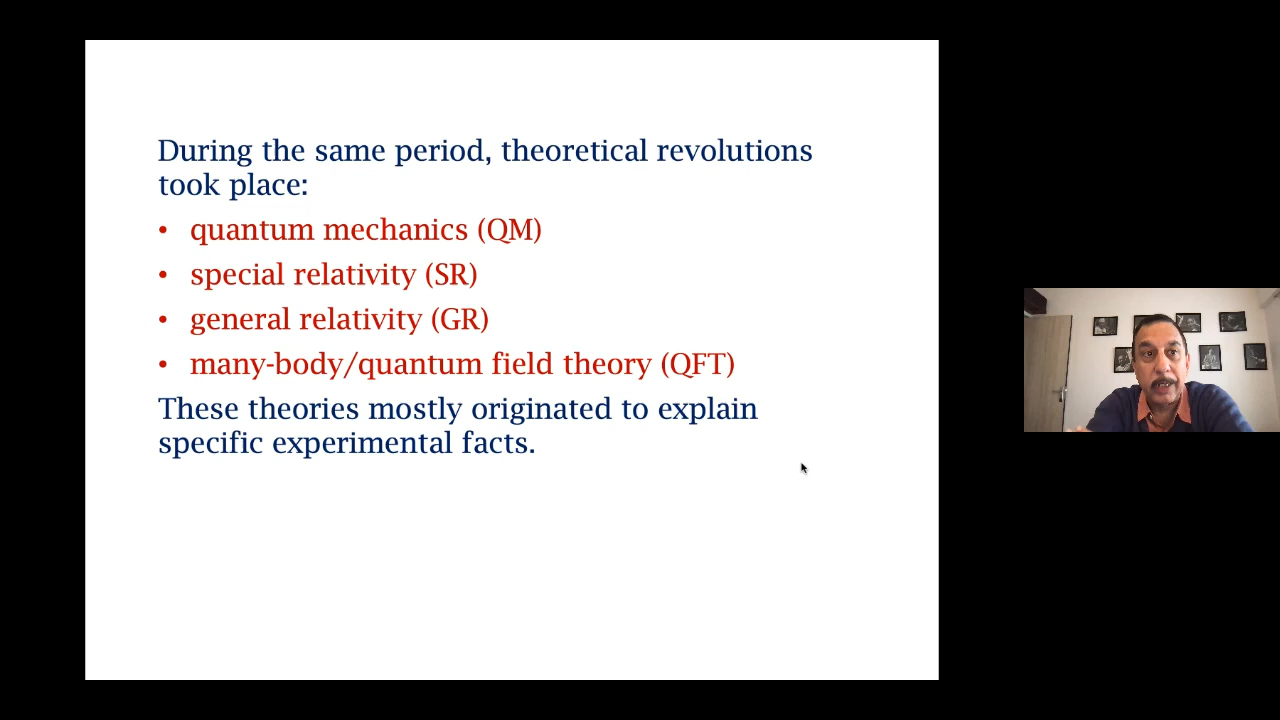 During the same period, theoretical revolutions
took place:
• quantum mechanics (QM)
• special relativity (SR)
• general relativity (GR)
• many-body/quantum field theory (QFT)
These theories mostly originated to explain
specific experimental facts.